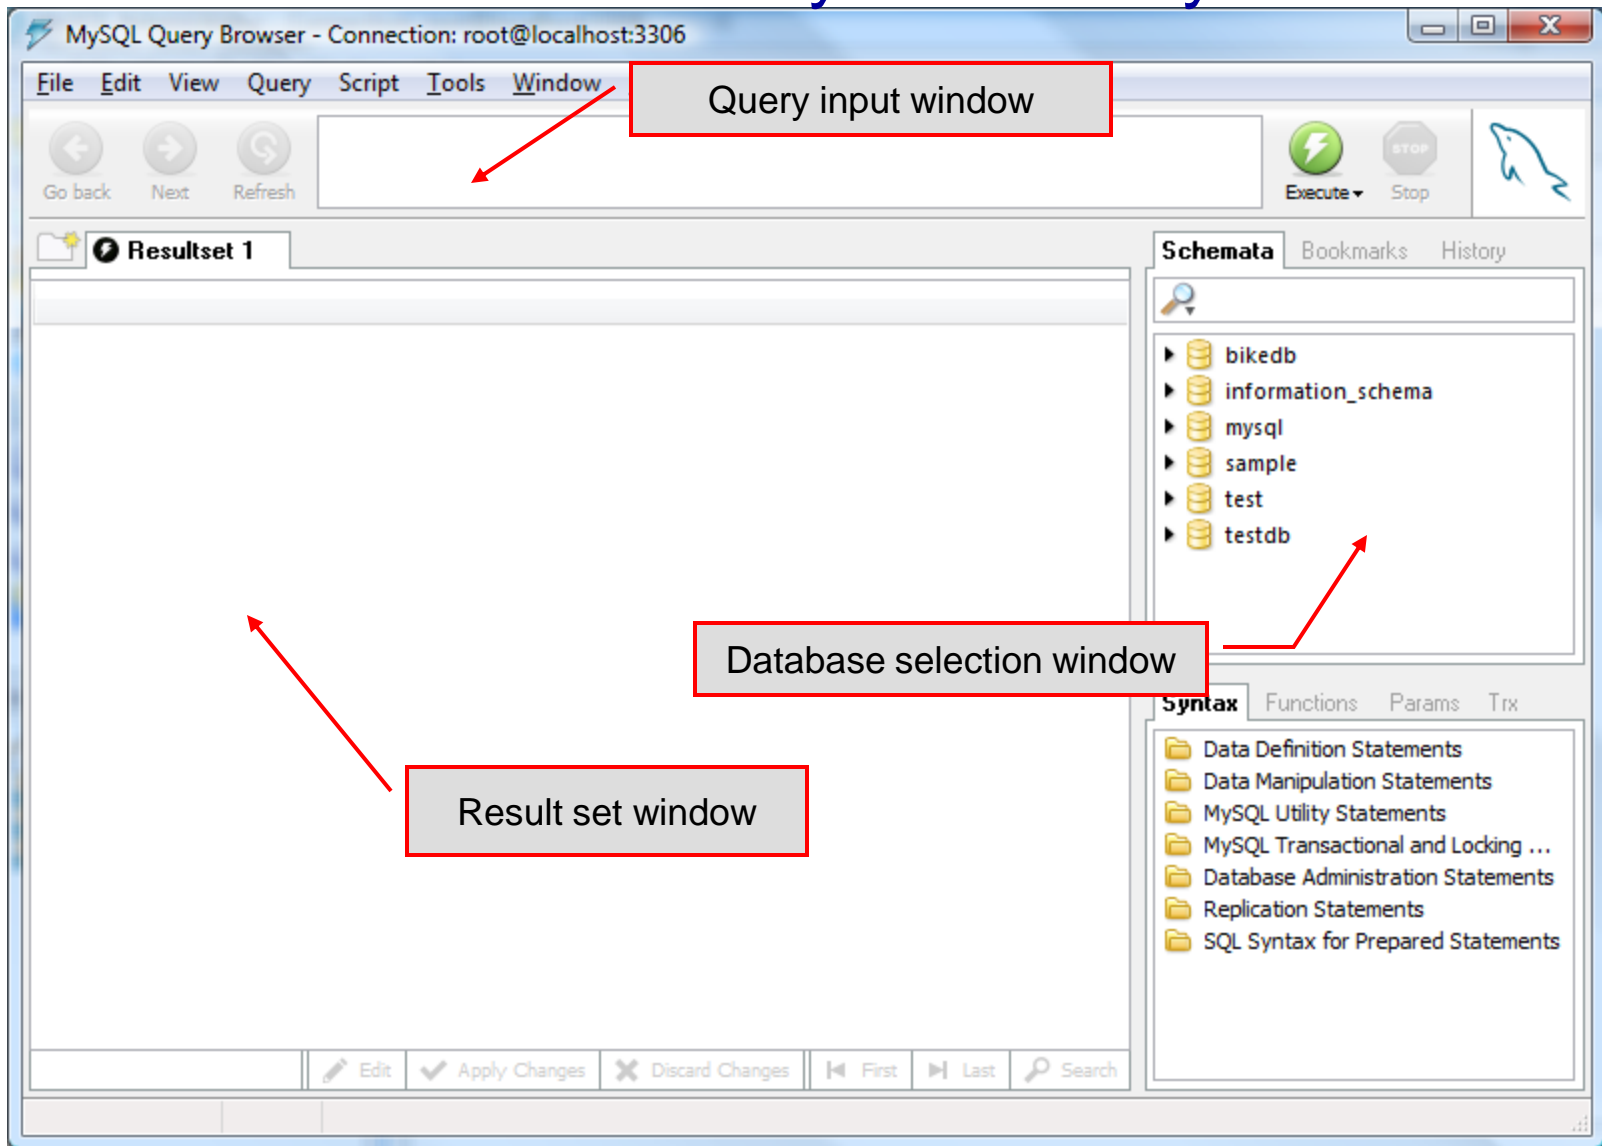 MySQL Query Browser - Connection: root@localhost:3306
File Edit View Query Script Tools Window
Query input window
Go back Next Refresh
Execute STOP Stop
Resultset 1
Schemata Bookmarks History
bikedb
information_schema
mysql
sample
test
testdb
Database selection window
Syntax Functions Params Trx
Data Definition Statements
Data Manipulation Statements
MySQL Utility Statements
MySQL Transactional and Locking ...
Database Administration Statements
Replication Statements
SQL Syntax for Prepared Statements
Result set window
Edit Apply Changes Discard Changes First Last Search